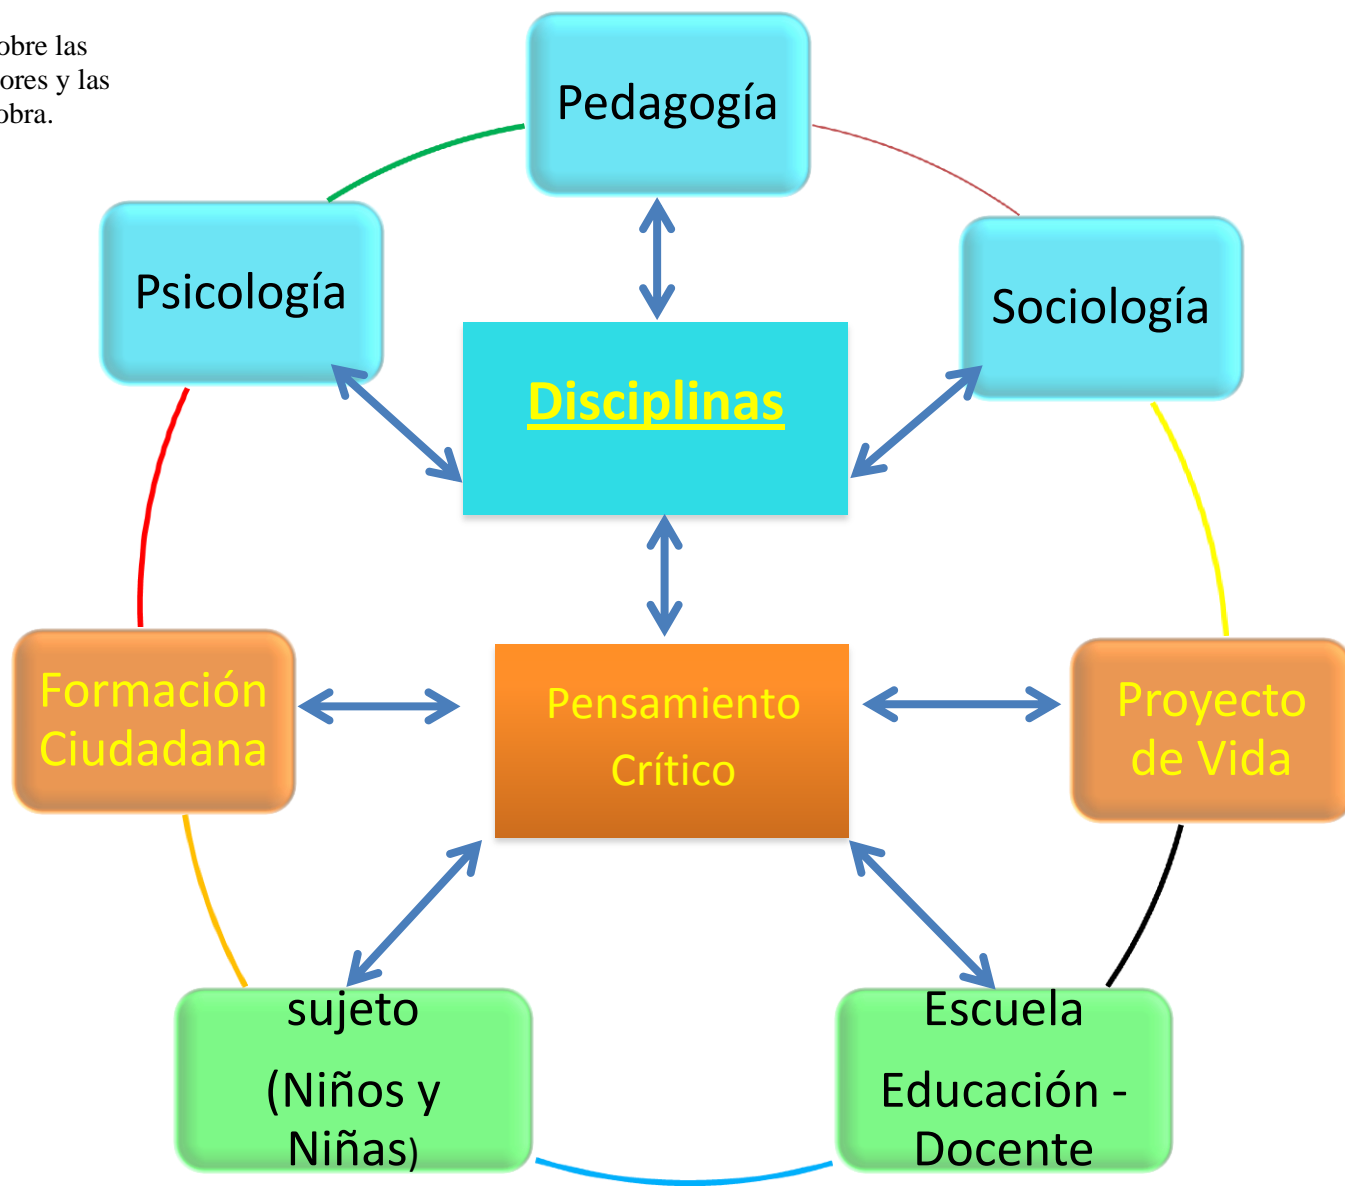 obre las
ores y las
obra.
Pedagogía
Psicología
Sociología
Disciplinas
Formación
Ciudadana
Pensamiento
Crítico
Proyecto
de Vida
sujeto
(Niños y
Niñas)
Escuela
Educación -
Docente